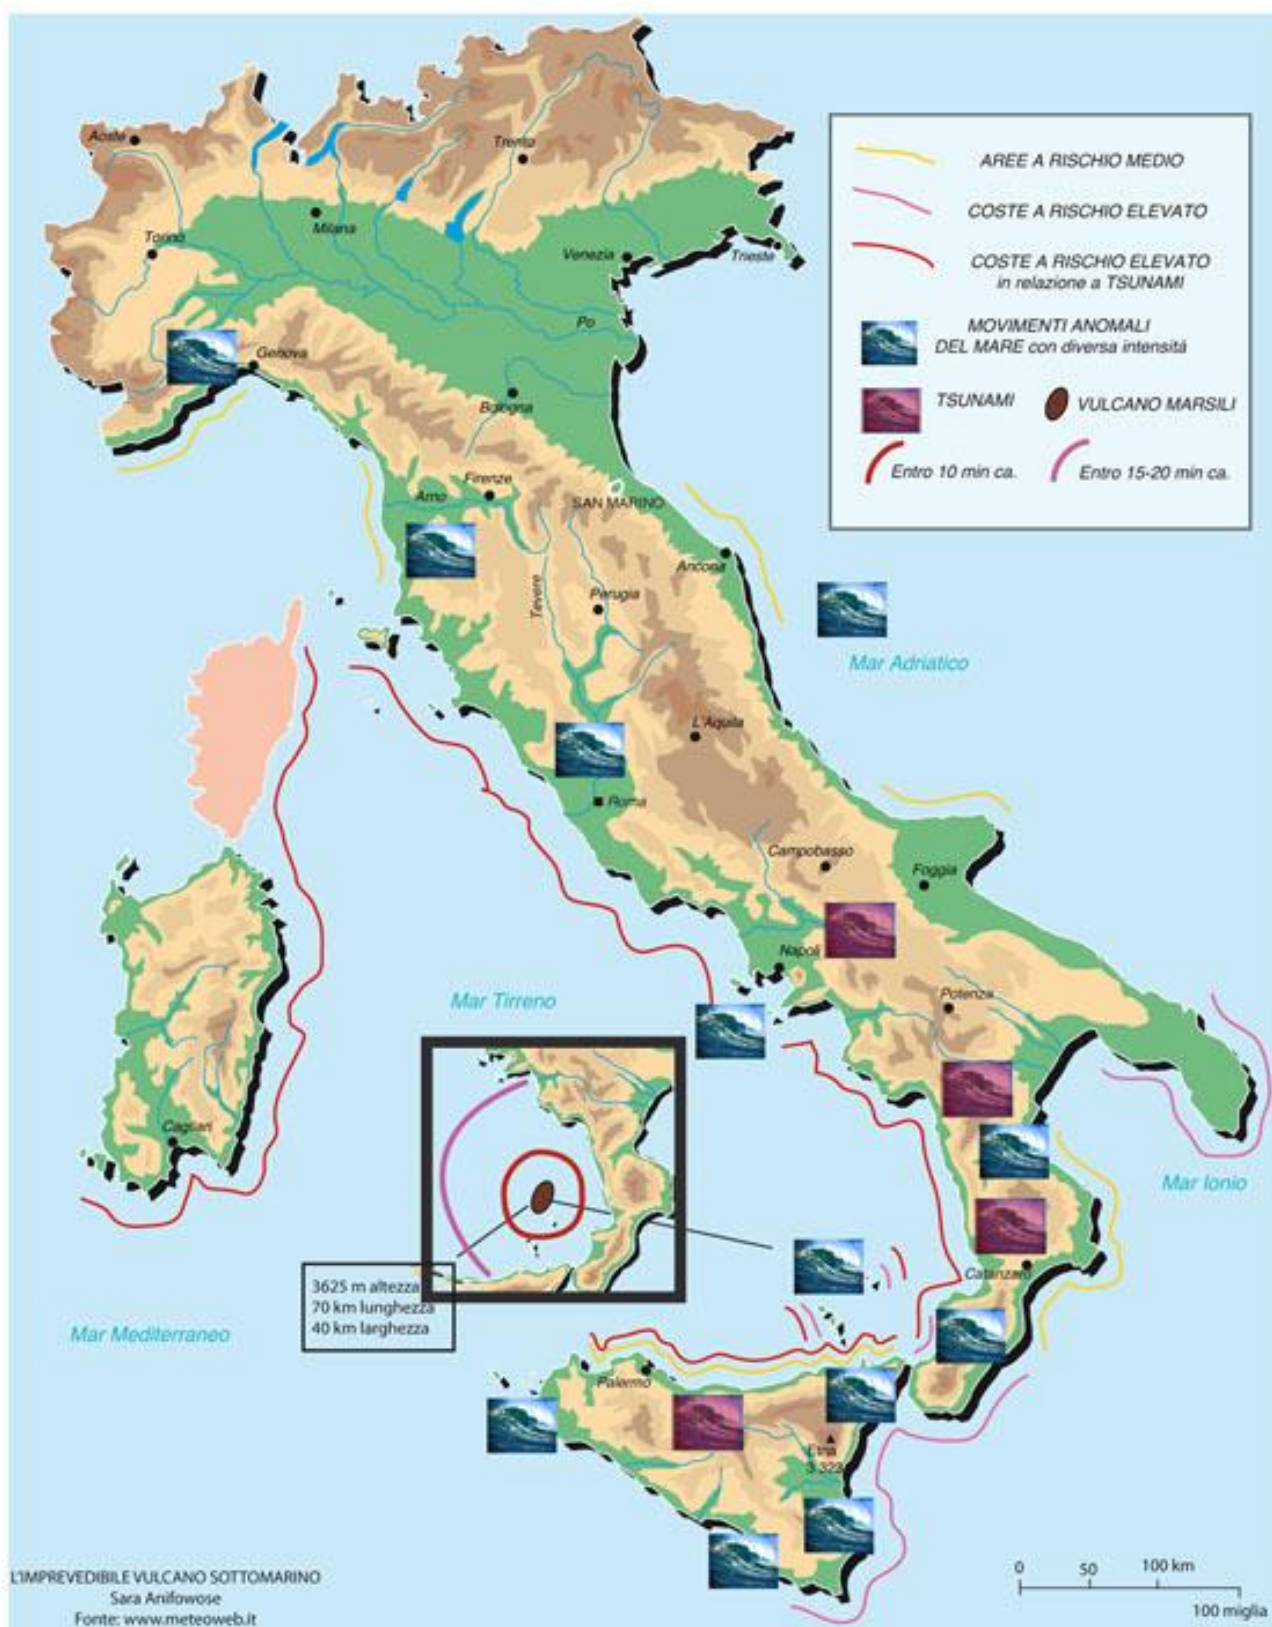 Aosta
Trento
Milana
Torino
Venezia
Trieste
Po
Genova
Bologna
Firenze
Arno
SAN MARINO
Ancona
Tevere
Perugia
Mar Adriatico
L'Aquila
Roma
Campobasso
Foggia
Napoli
Mar Tirreno
Potenza
Cagliari
Mar Ionio
Catanzaro
Mar Mediterraneo
Palermo
Etna
3 323
AREE A RISCHIO MEDIO
COSTE A RISCHIO ELEVATO
COSTE A RISCHIO ELEVATO
in relazione a TSUNAMI
MOVIMENTI ANOMALI
DEL MARE con diversa intensitá
TSUNAMI
VULCANO MARSILI
Entro 10 min ca.
Entro 15-20 min ca.
3625 m altezza
70 km lunghezza
40 km larghezza
L'IMPREVEDIBILE VULCANO SOTTOMARINO
Sara Anifowose
Fonte: www.meteoweb.it
0 50 100 km
100 miglia